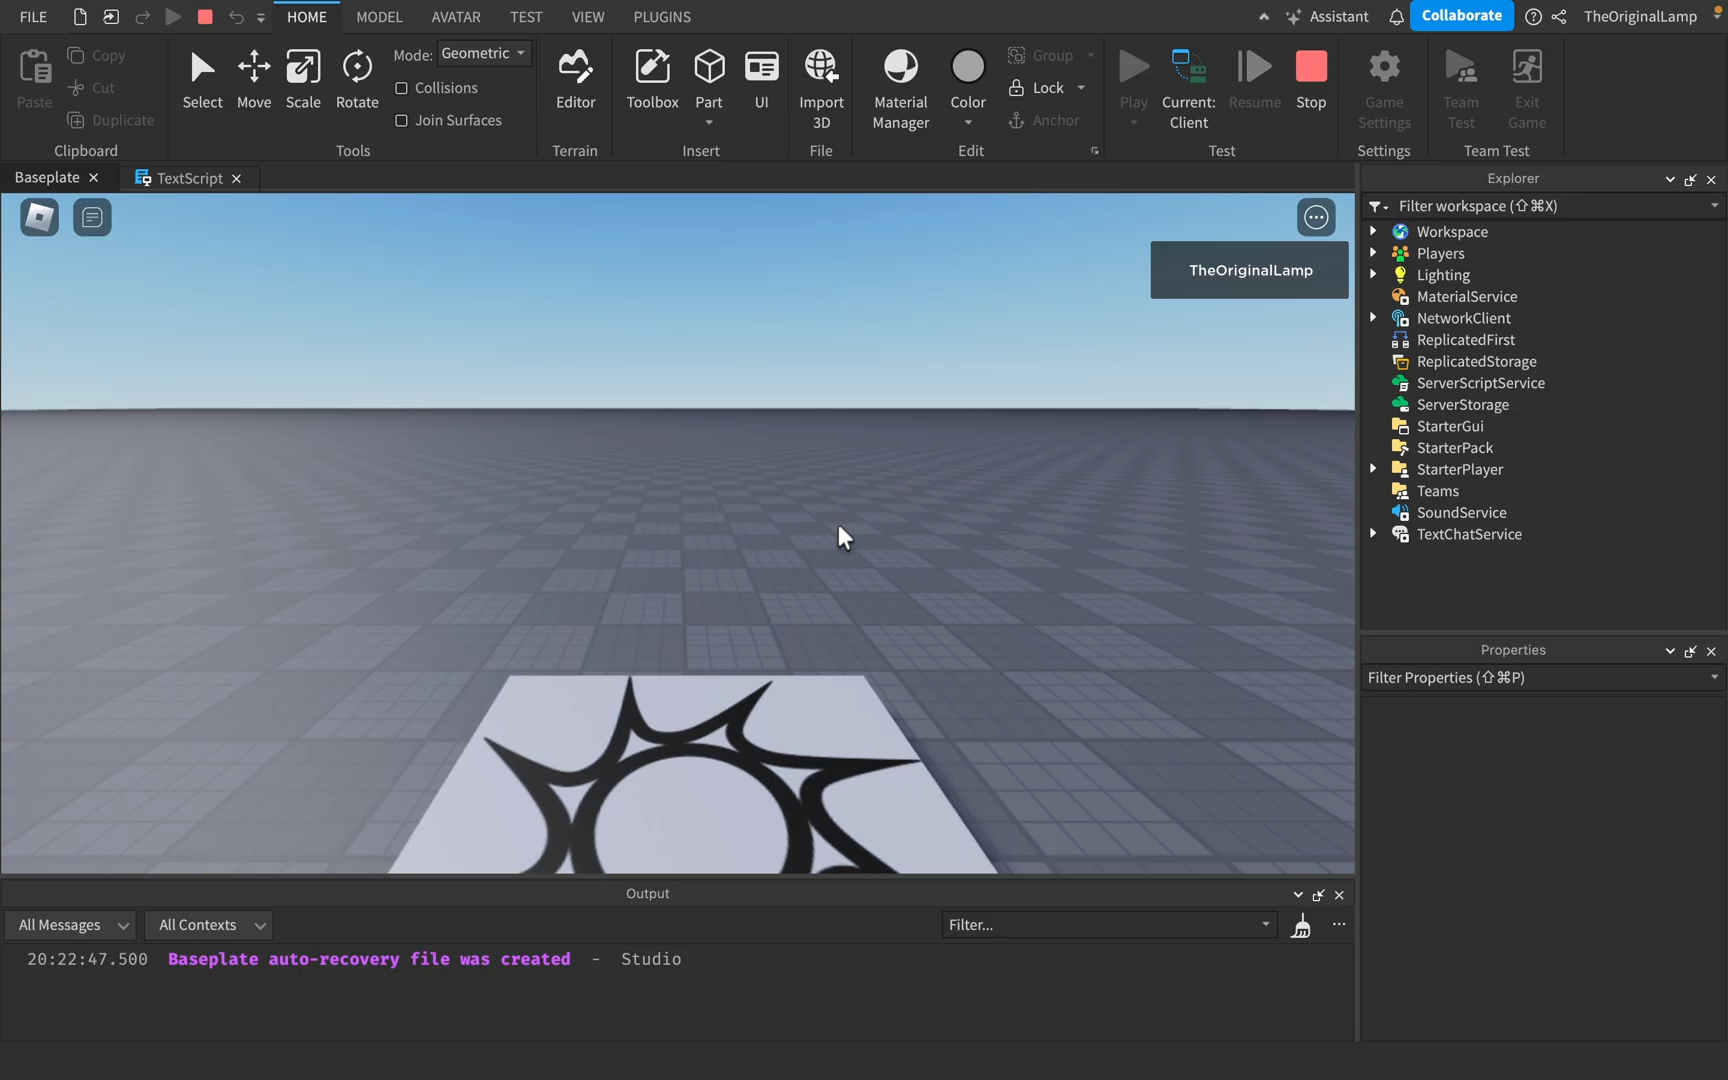 FILE HOME MODEL AVATAR TEST VIEW PLUGINS Assistant Collaborate TheOriginalLamp
Paste Copy Cut Duplicate
Clipboard
Select Move Scale Rotate
Mode: Geometric
Collisions
Join Surfaces
Tools
Editor
Terrain
Toolbox Part UI
Insert
Import 3D
File
Material Manager Color
Group
Lock
Anchor
Edit
Play Current: Client Resume Stop
Test
Game Settings
Settings
Team Test Exit Game
Team Test
Baseplate TextScript
TheOriginalLamp
Explorer
Filter workspace (⇧⌘X)
Workspace
Players
Lighting
MaterialService
NetworkClient
ReplicatedFirst
ReplicatedStorage
ServerScriptService
ServerStorage
StarterGui
StarterPack
StarterPlayer
Teams
SoundService
TextChatService
Properties
Filter Properties (⇧⌘P)
Output
All Messages All Contexts Filter...
20:22:47.500 Baseplate auto-recovery file was created - Studio